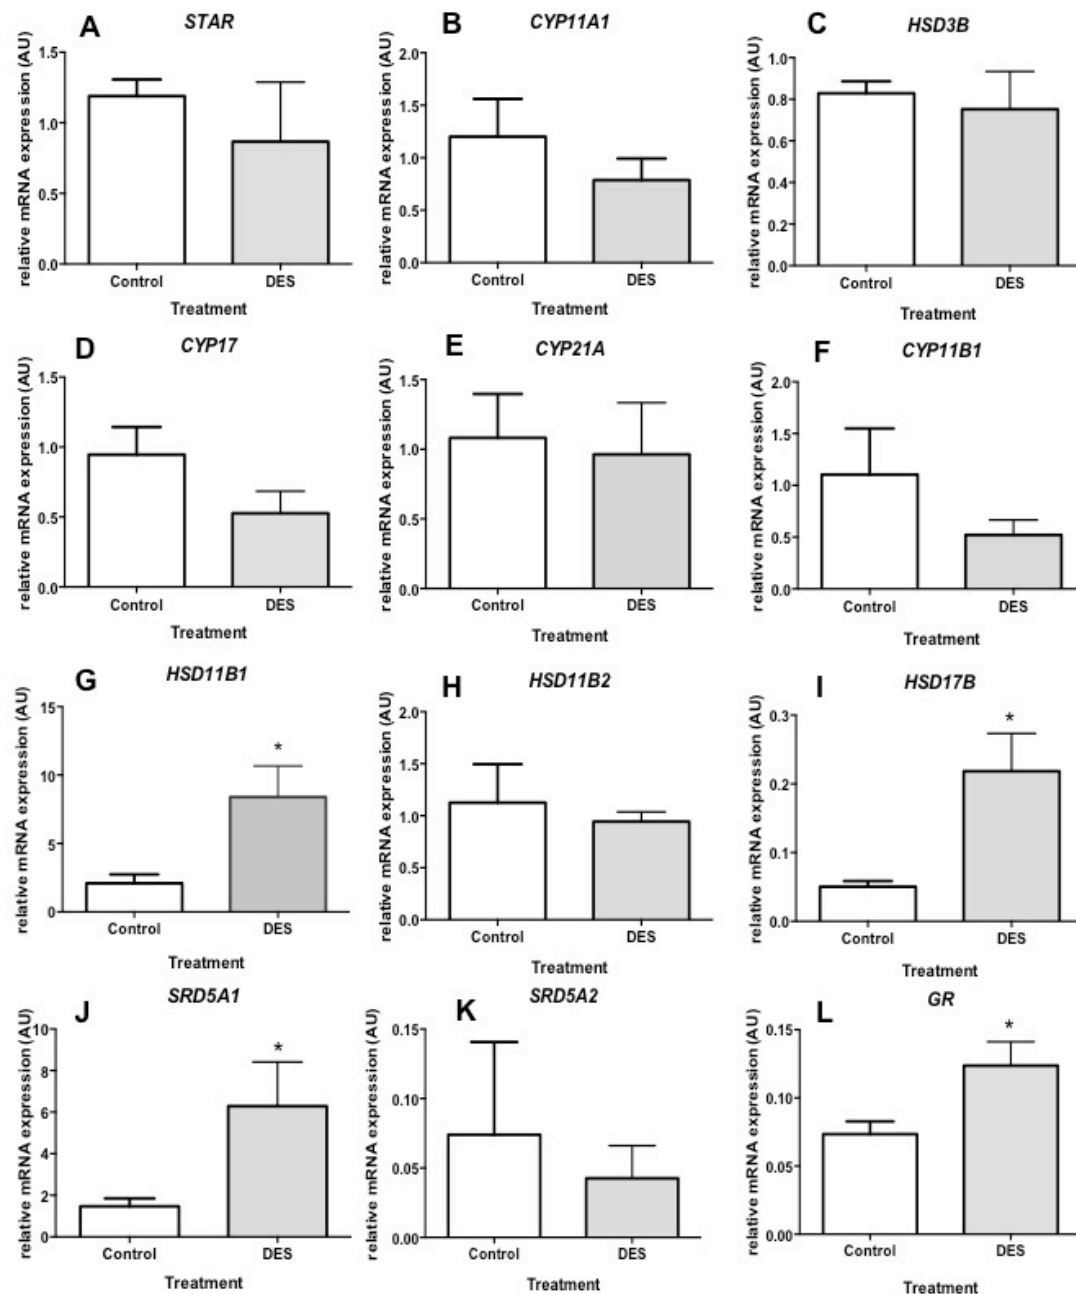 A STAR
relative mRNA expression (AU)
1.5
1.0
0.5
0.0
Control DES
Treatment
B CYP11A1
relative mRNA expression (AU)
2.0
1.5
1.0
0.5
0.0
Control DES
Treatment
C HSD3B
relative mRNA expression (AU)
1.0
0.8
0.6
0.4
0.2
0.0
Control DES
Treatment
D CYP17
relative mRNA expression (AU)
1.5
1.0
0.5
0.0
Control DES
Treatment
E CYP21A
relative mRNA expression (AU)
1.5
1.0
0.5
0.0
Control DES
Treatment
F CYP11B1
relative mRNA expression (AU)
2.0
1.5
1.0
0.5
0.0
Control DES
Treatment
G HSD11B1
relative mRNA expression (AU)
15
10
5
0
*
Control DES
Treatment
H HSD11B2
relative mRNA expression (AU)
2.0
1.5
1.0
0.5
0.0
Control DES
Treatment
I HSD17B
relative mRNA expression (AU)
0.3
0.2
0.1
0.0
*
Control DES
Treatment
J SRD5A1
relative mRNA expression (AU)
10
8
6
4
2
0
*
Control DES
Treatment
K SRD5A2
relative mRNA expression (AU)
0.15
0.10
0.05
0.00
Control DES
Treatment
L GR
relative mRNA expression (AU)
0.15
0.10
0.05
0.00
*
Control DES
Treatment